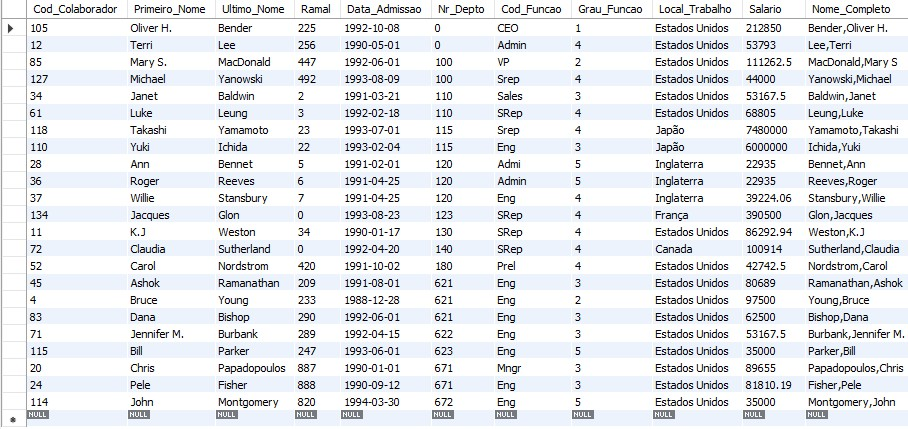 Cod_Colaborador Primeiro_Nome Ultimo_Nome Ramal Data_Admissao Nr_Depto Cod_Funcao Grau_Funcao Local_Trabalho Salario Nome_Completo
105 Oliver H. Bender 225 1992-10-08 0 CEO 1 Estados Unidos 212850 Bender,Oliver H.
12 Terri Lee 256 1990-05-01 0 Admin 4 Estados Unidos 53793 Lee,Terri
85 Mary S. MacDonald 447 1992-06-01 100 VP 2 Estados Unidos 111262.5 MacDonald,Mary S
127 Michael Yanowski 492 1993-08-09 100 Srep 4 Estados Unidos 44000 Yanowski,Michael
34 Janet Baldwin 2 1991-03-21 110 Sales 3 Estados Unidos 53167.5 Baldwin,Janet
61 Luke Leung 3 1992-02-18 110 SRep 4 Estados Unidos 68805 Leung,Luke
118 Takashi Yamamoto 23 1993-07-01 115 Srep 4 Japão 7480000 Yamamoto,Takashi
110 Yuki Ichida 22 1993-02-04 115 Eng 3 Japão 6000000 Ichida,Yuki
28 Ann Bennet 5 1991-02-01 120 Admi 5 Inglaterra 22935 Bennet,Ann
36 Roger Reeves 6 1991-04-25 120 Admin 5 Inglaterra 22935 Reeves,Roger
37 Willie Stansbury 7 1991-04-25 120 Eng 4 Inglaterra 39224.06 Stansbury,Willie
134 Jacques Glon 0 1993-08-23 123 SRep 4 França 390500 Glon,Jacques
11 K.J Weston 34 1990-01-17 130 SRep 4 Estados Unidos 86292.94 Weston,K.J
72 Claudia Sutherland 0 1992-04-20 140 SRep 4 Canada 100914 Sutherland,Claudia
52 Carol Nordstrom 420 1991-10-02 180 Prel 4 Estados Unidos 42742.5 Nordstrom,Carol
45 Ashok Ramanathan 209 1991-08-01 621 Eng 3 Estados Unidos 80689 Ramanathan,Ashok
4 Bruce Young 233 1988-12-28 621 Eng 2 Estados Unidos 97500 Young,Bruce
83 Dana Bishop 290 1992-06-01 621 Eng 3 Estados Unidos 62500 Bishop,Dana
71 Jennifer M. Burbank 289 1992-04-15 622 Eng 3 Estados Unidos 53167.5 Burbank,Jennifer M.
115 Bill Parker 247 1993-06-01 623 Eng 5 Estados Unidos 35000 Parker,Bill
20 Chris Papadopoulos 887 1990-01-01 671 Mngr 3 Estados Unidos 89655 Papadopoulos,Chris
24 Pele Fisher 888 1990-09-12 671 Eng 3 Estados Unidos 81810.19 Fisher,Pele
114 John Montgomery 820 1994-03-30 672 Eng 5 Estados Unidos 35000 Montgomery,John
NULL NULL NULL NULL NULL NULL NULL NULL NULL NULL NULL